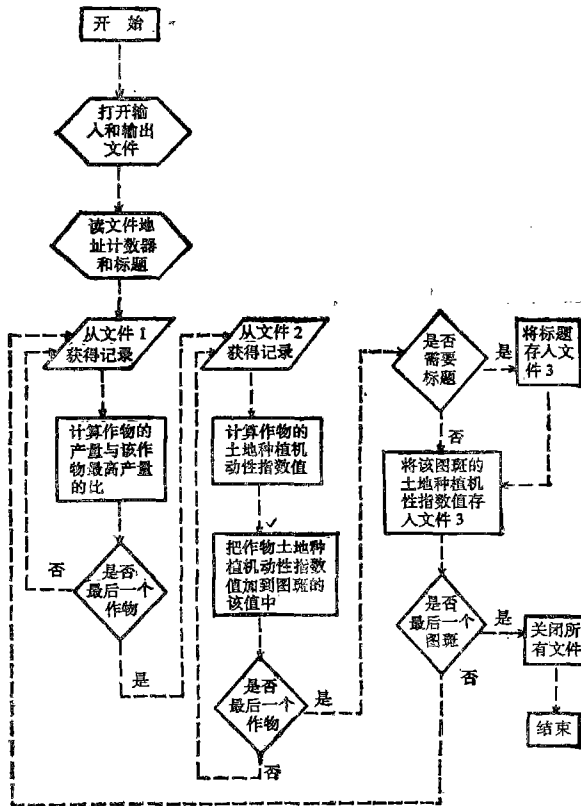 开 始
打开输
入和输出
文件
读文件地
址计数器
和标题
从文件1
获得记录
计算作物的
产量与该作
物最高产量
的比
否
是否
最后一个
作物
是
从文件2
获得记录
计算作物的
土地种植机
动性指数值
把作物土地种
植机动性指数
值加到图斑的
该值中
是否
最后一个
作物
是
否
是否
需要
标题
是
将标题
存入文
件3
否
将该图斑的
土地种植机动
性指数值存
入文件3
是否
最后一个
图斑
是
否
关闭所
有文件
结束